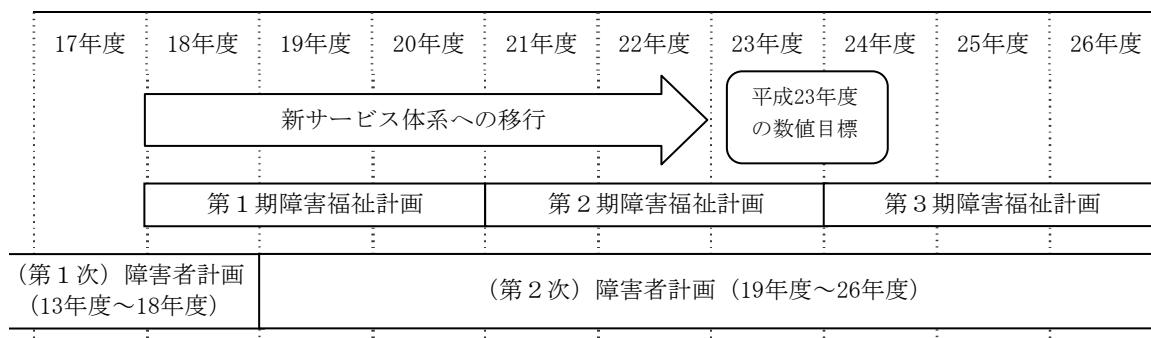 17年度 18年度 19年度 20年度 21年度 22年度 23年度 24年度 25年度 26年度
新サービス体系への移行
平成23年度
の数値目標
第１期障害福祉計画 第２期障害福祉計画 第３期障害福祉計画
（第１次）障害者計画
（13年度～18年度）
（第２次）障害者計画（19年度～26年度）